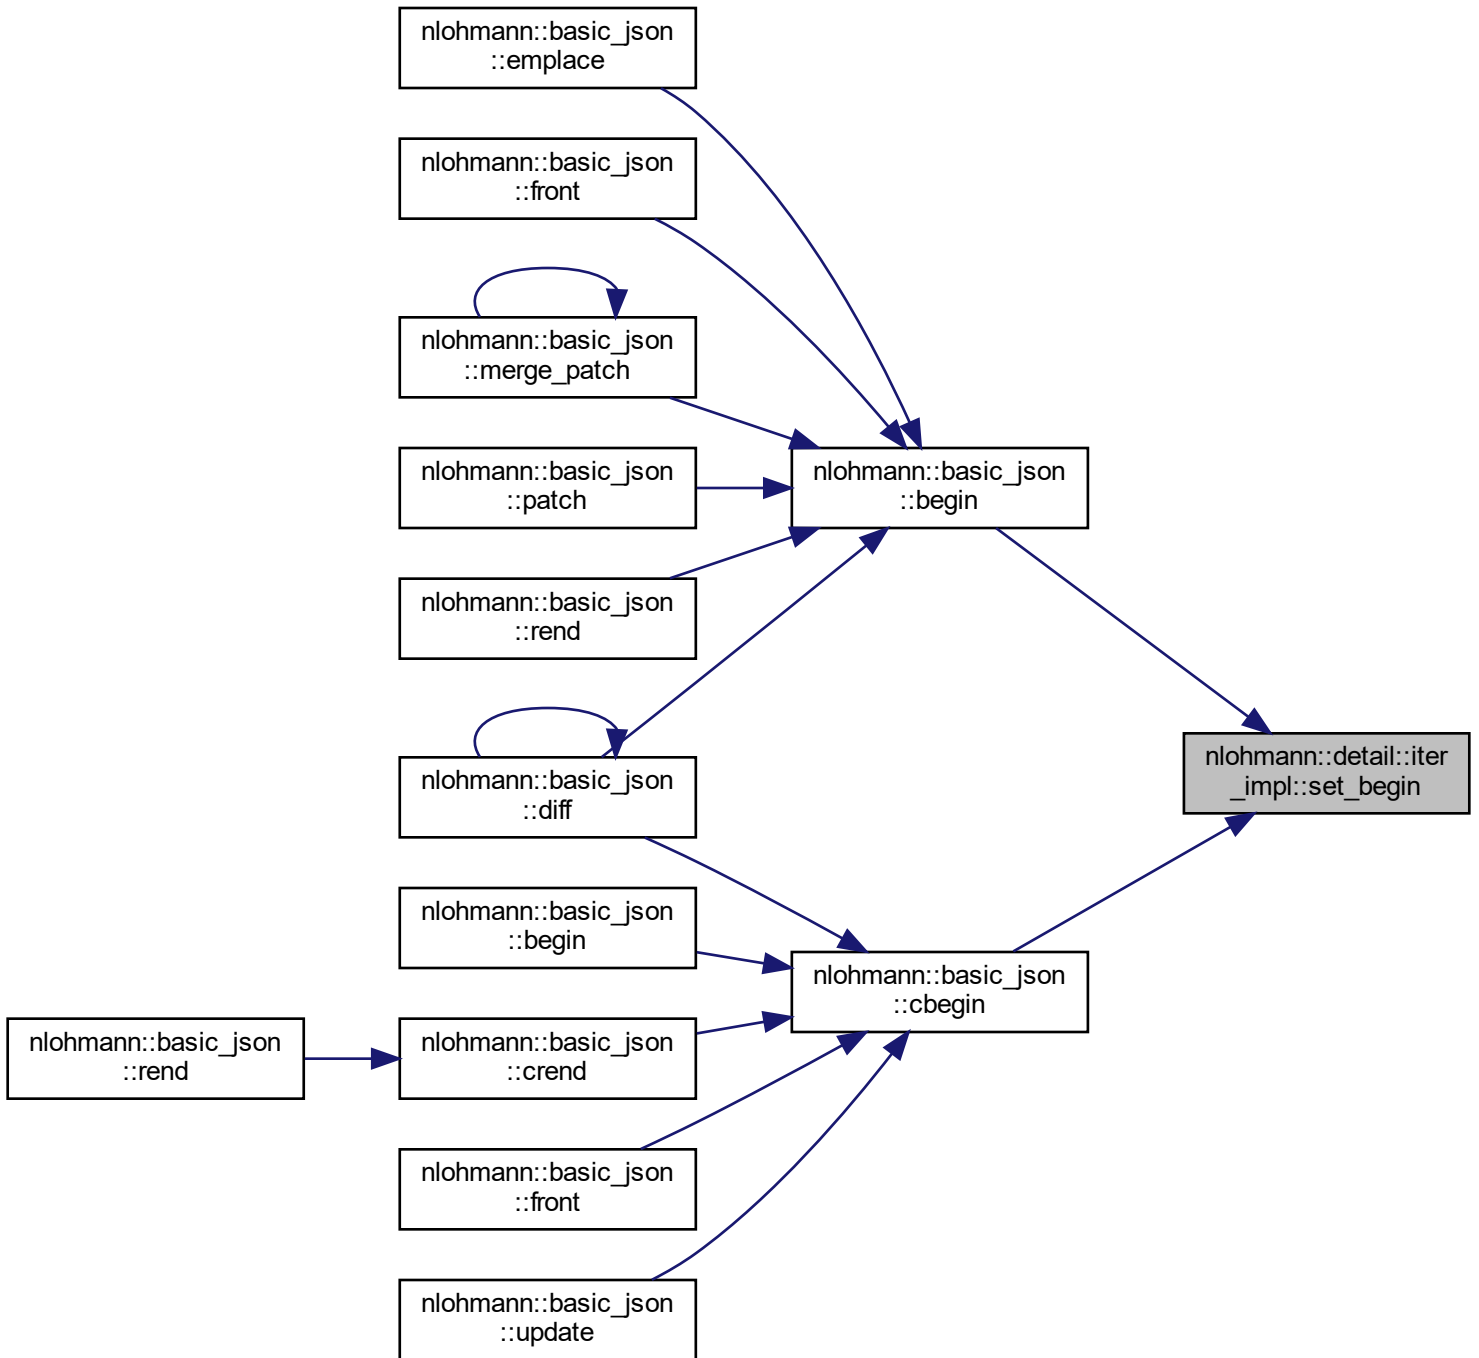 nlohmann::basic_json
::emplace
nlohmann::basic_json
::front
nlohmann::basic_json
::merge_patch
nlohmann::basic_json
::patch
nlohmann::basic_json
::begin
nlohmann::basic_json
::rend
nlohmann::detail::iter
_impl::set_begin
nlohmann::basic_json
::diff
nlohmann::basic_json
::begin
nlohmann::basic_json
::cbegin
nlohmann::basic_json
::rend
nlohmann::basic_json
::crend
nlohmann::basic_json
::front
nlohmann::basic_json
::update